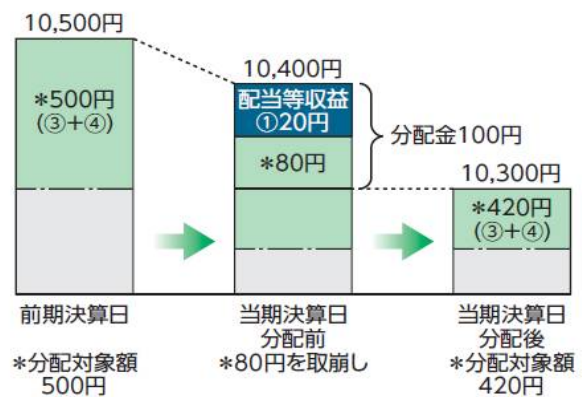 10,500円
*500円
(③+④)
10,400円
配当等収益
①20円
*80円
分配金100円
10,300円
*420円
(③+④)
前期決算日
*分配対象額
500円
当期決算日
分配前
*80円を取崩し
当期決算日
分配後
*分配対象額
420円